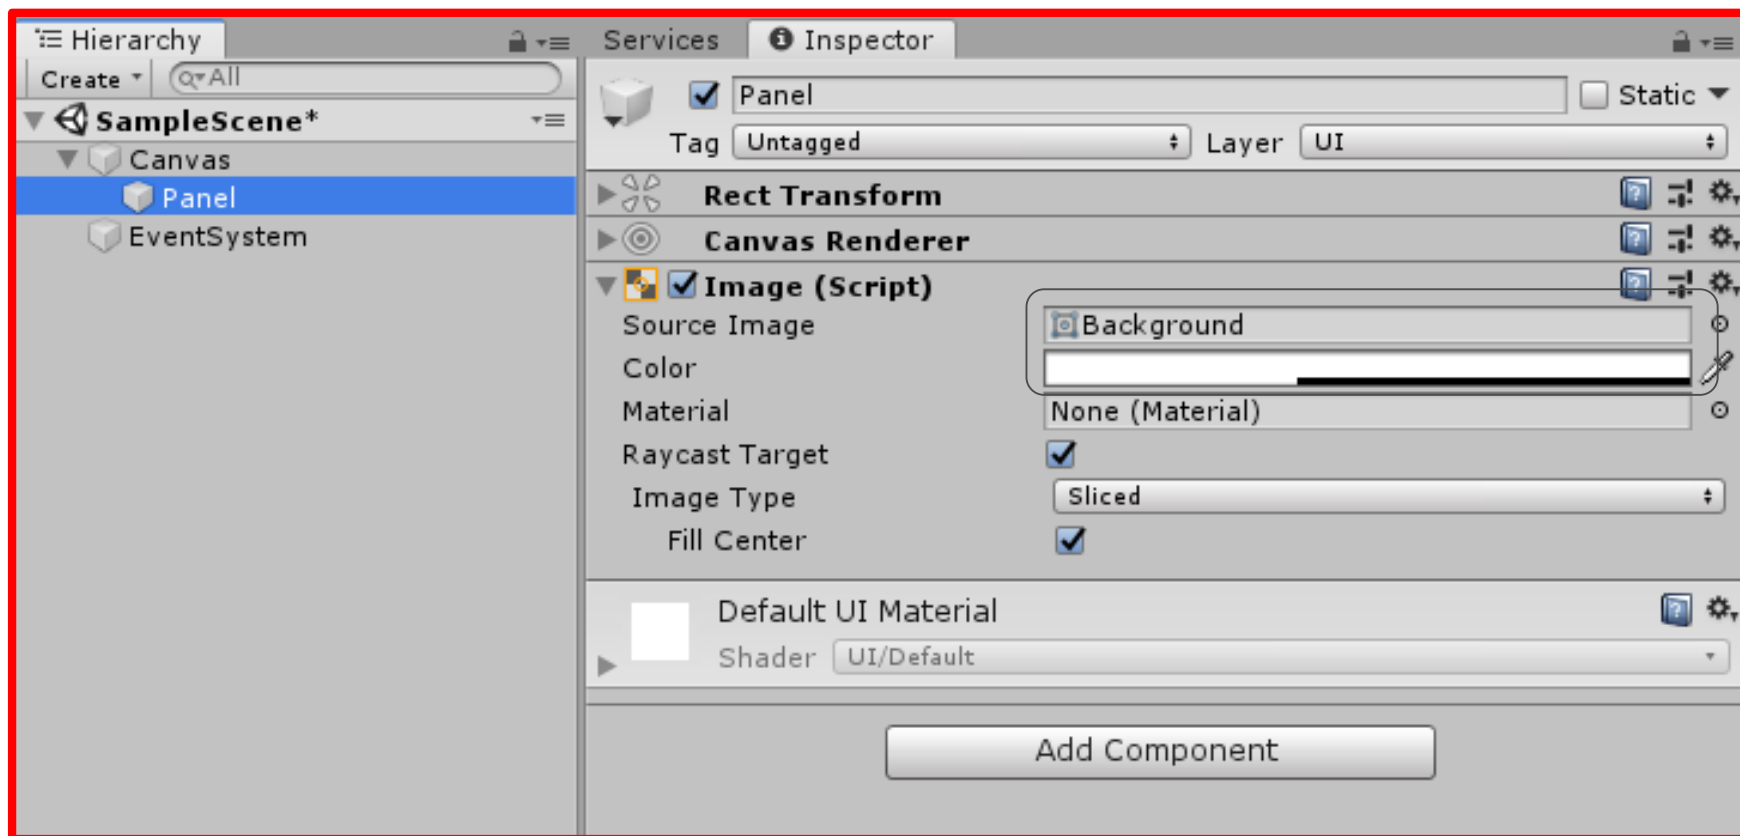 Hierarchy
Create
All
SampleScene*
Canvas
Panel
EventSystem
Services
Inspector
Panel
Static
Tag Untagged Layer UI
Rect Transform
Canvas Renderer
Image (Script)
Source Image Background
Color
Material None (Material)
Raycast Target
Image Type Sliced
Fill Center
Default UI Material
Shader UI/Default
Add Component